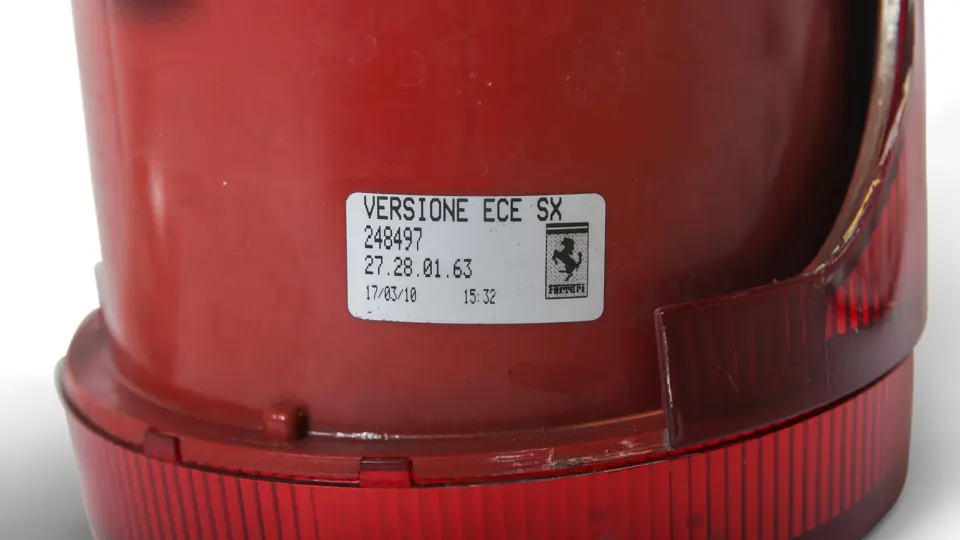 VERSIONE ECE SX
248497
27.28.01.63
17/03/10 15:32
Ferrari